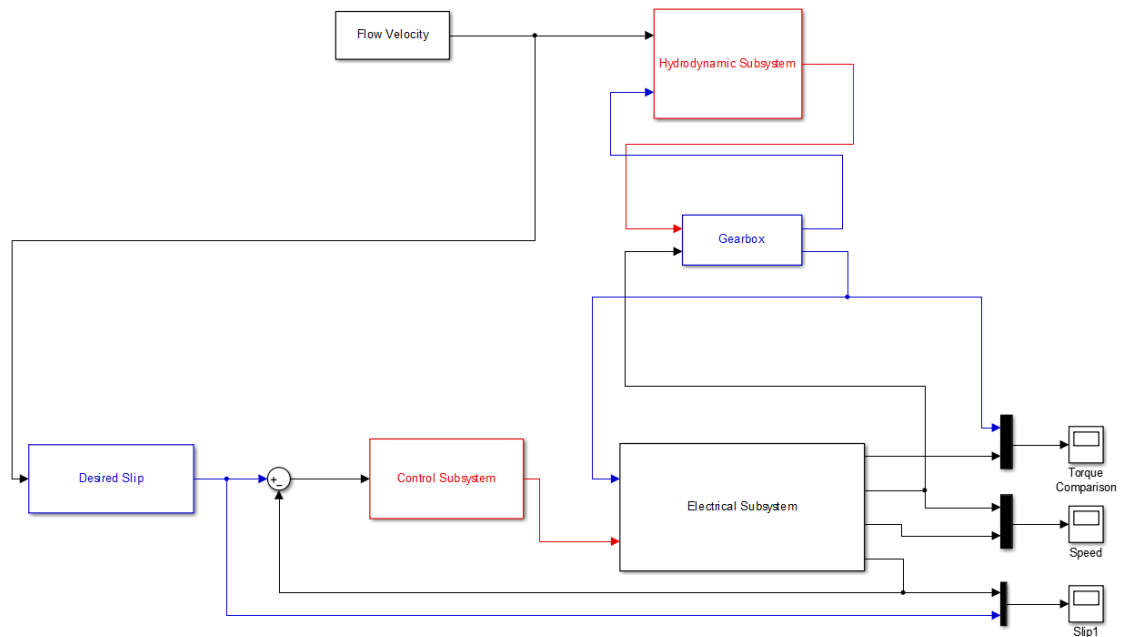 Flow Velocity
Hydrodynamic Subsystem
Gearbox
Desired Slip
+
−
Control Subsystem
Electrical Subsystem
Torque
Comparison
Speed
Slip1